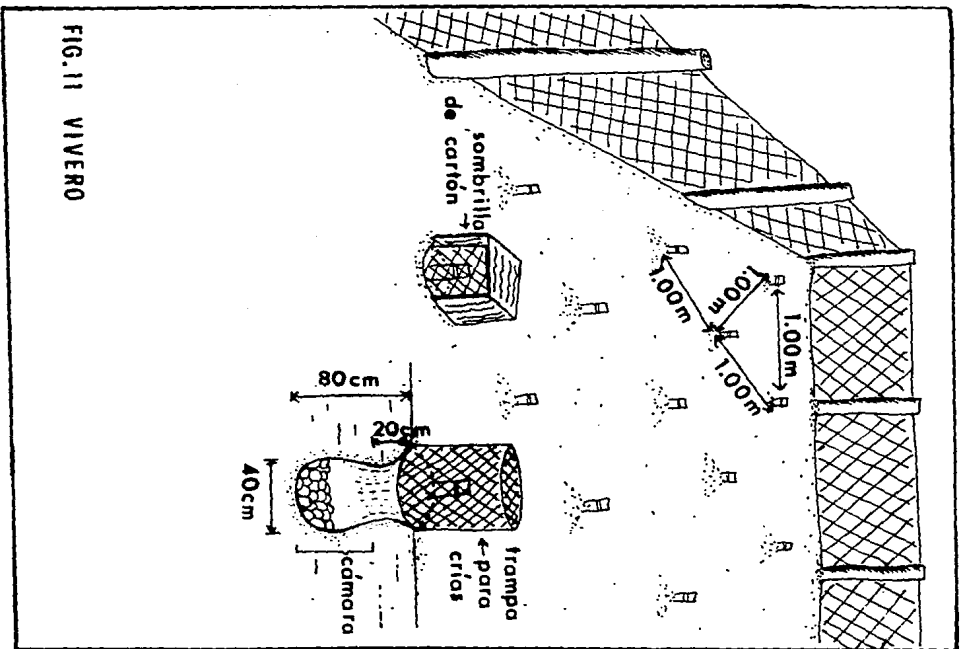 1.00m
1.00m
1.00m
1.00m
sombrilla
de cartón
80cm
20cm
40cm
trampa
para
crías
cámara
FIG.11 VIVERO